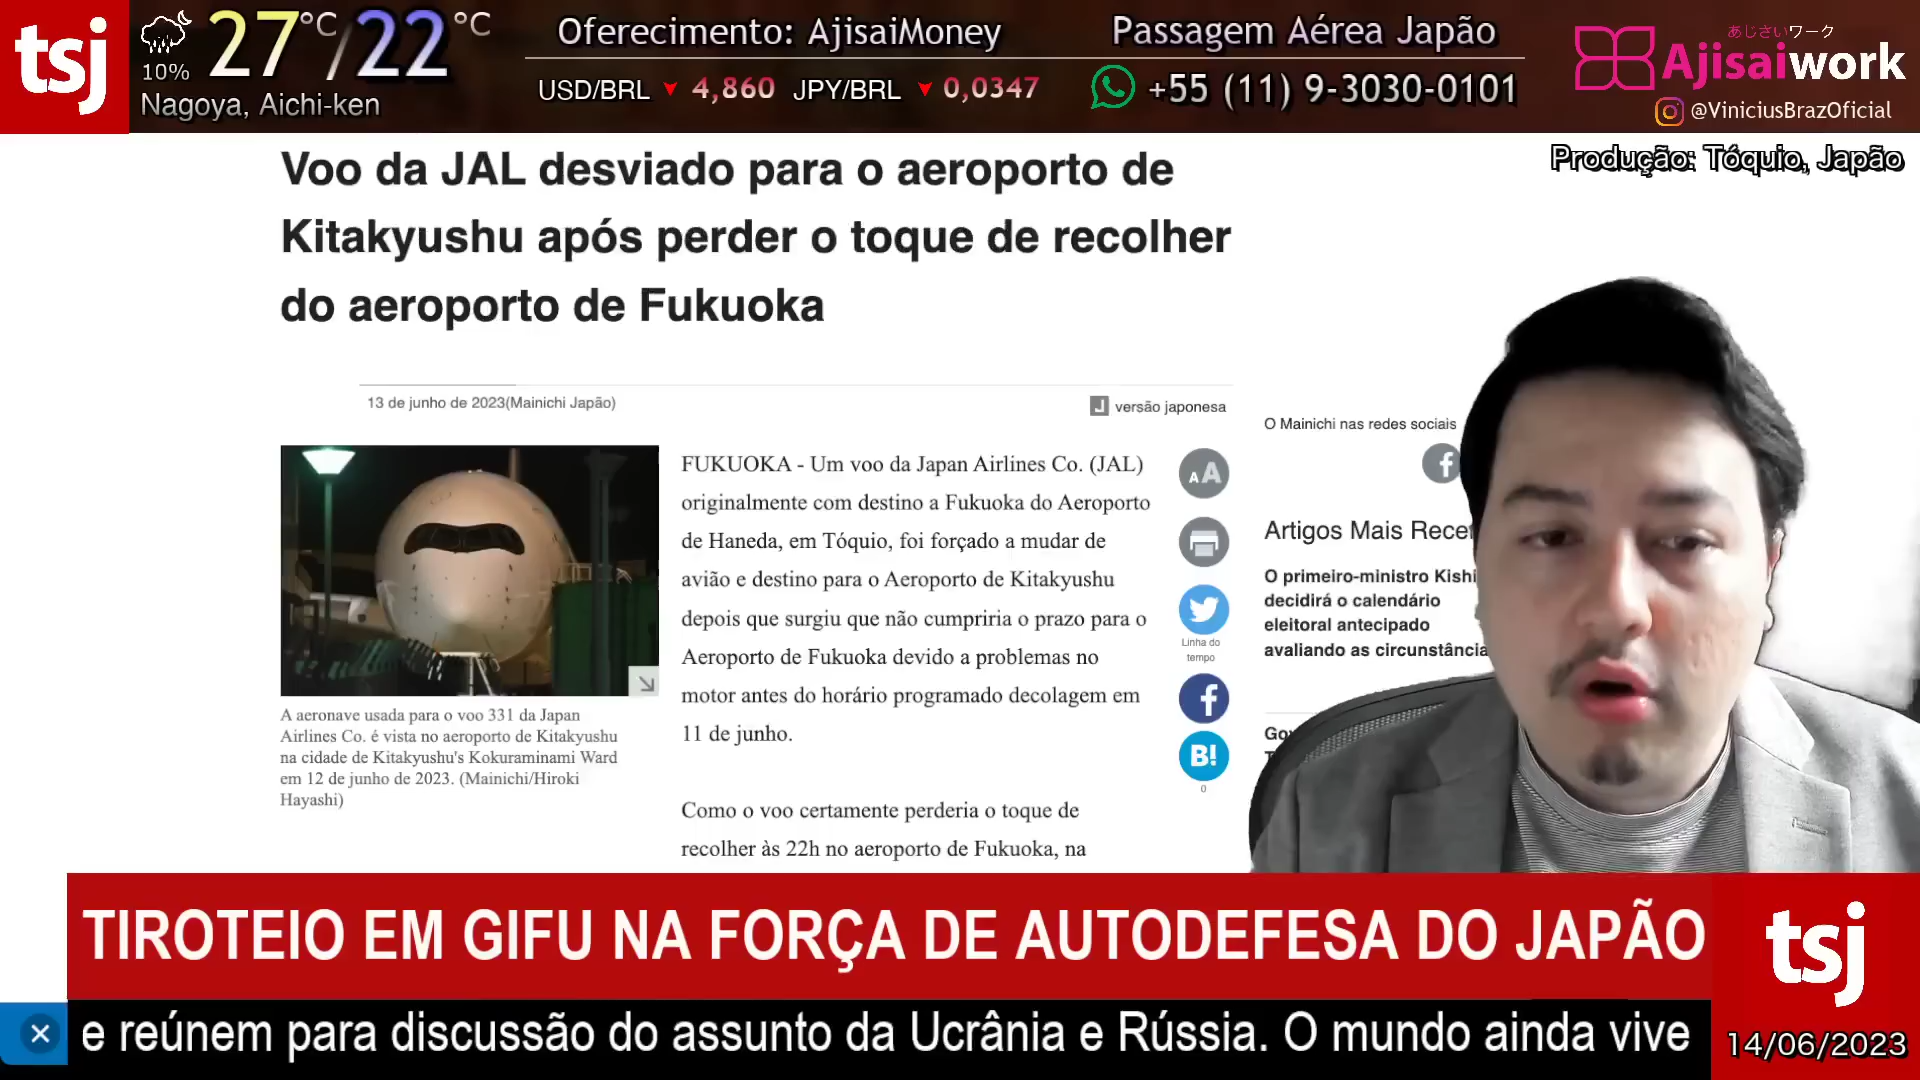 tsj
10%
27°C/22°C
Nagoya, Aichi-ken
Oferecimento: AjisaiMoney
USD/BRL 4,860 JPY/BRL 0,0347
Passagem Aérea Japão
+55 (11) 9-3030-0101
あじさいワーク
Ajisaiwork
@ViniciusBrazOficial
Produção: Tóquio, Japão
Voo da JAL desviado para o aeroporto de
Kitakyushu após perder o toque de recolher
do aeroporto de Fukuoka
13 de junho de 2023(Mainichi Japão)
J versão japonesa
A aeronave usada para o voo 331 da Japan
Airlines Co. é vista no aeroporto de Kitakyushu
na cidade de Kitakyushu's Kokuraminami Ward
em 12 de junho de 2023. (Mainichi/Hiroki
Hayashi)
FUKUOKA - Um voo da Japan Airlines Co. (JAL)
originalmente com destino a Fukuoka do Aeroporto
de Haneda, em Tóquio, foi forçado a mudar de
avião e destino para o Aeroporto de Kitakyushu
depois que surgiu que não cumpriria o prazo para o
Aeroporto de Fukuoka devido a problemas no
motor antes do horário programado decolagem em
11 de junho.
Como o voo certamente perderia o toque de
recolher às 22h no aeroporto de Fukuoka, na
AA
Linha do
tempo
f
B!
0
O Mainichi nas redes sociais
f
Artigos Mais Recen
O primeiro-ministro Kishi
decidirá o calendário
eleitoral antecipado
avaliando as circunstância
Gov
TIROTEIO EM GIFU NA FORÇA DE AUTODEFESA DO JAPÃO
tsj
e reúnem para discussão do assunto da Ucrânia e Rússia. O mundo ainda vive
14/06/2023